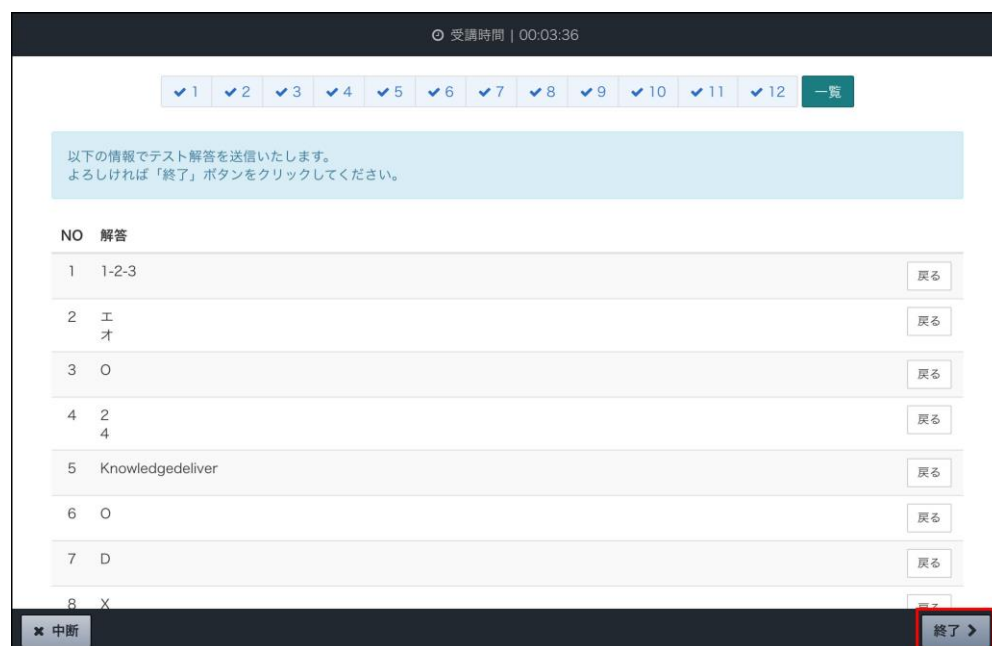 受講時間 | 00:03:36
1 2 3 4 5 6 7 8 9 10 11 12 一覧
以下の情報でテスト解答を送信いたします。
よろしければ「終了」ボタンをクリックしてください。
NO 解答
1 1-2-3 戻る
2 エ 戻る
オ
3 O 戻る
4 2 戻る
4
5 Knowledgedeliver 戻る
6 O 戻る
7 D 戻る
8 X
中断 終了